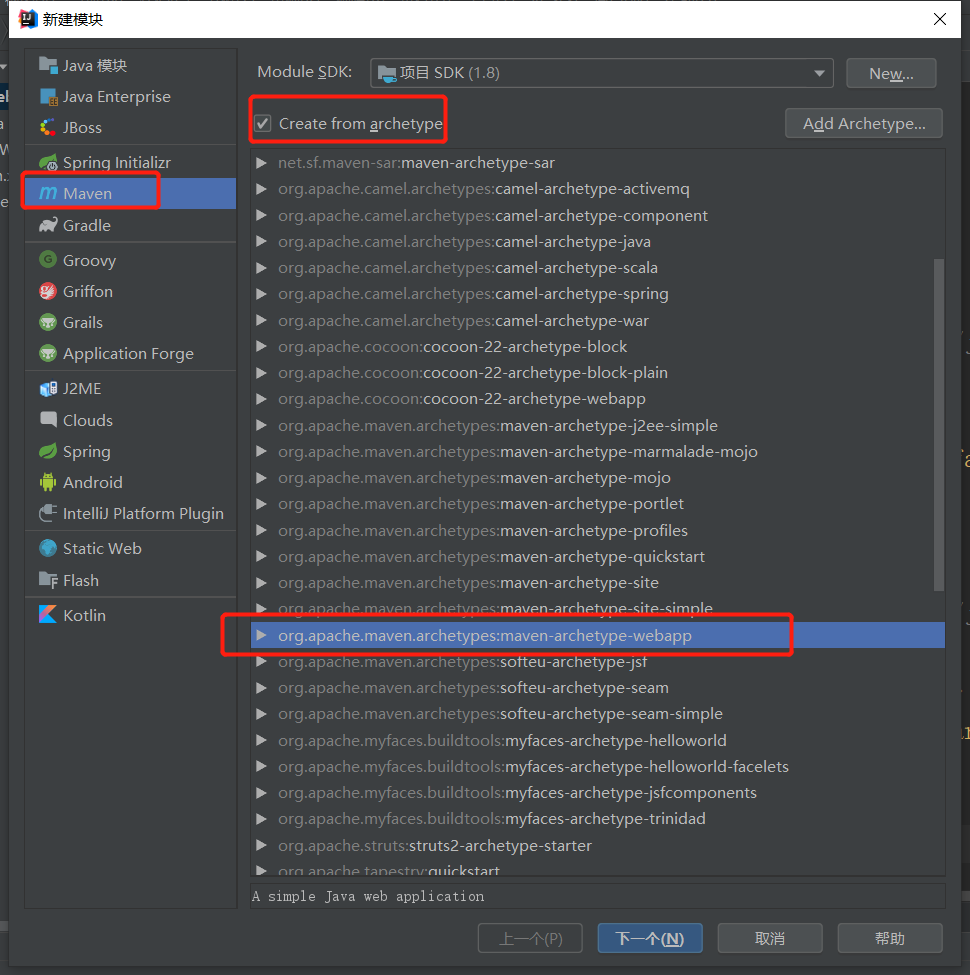 新建模块
Java 模块
Java Enterprise
JBoss
Spring Initializr
Maven
Gradle
Groovy
Griffon
Grails
Application Forge
J2ME
Clouds
Spring
Android
IntelliJ Platform Plugin
Static Web
Flash
Kotlin
Module SDK: 项目 SDK (1.8) New...
Create from archetype Add Archetype...
net.sf.maven-sar:maven-archetype-sar
org.apache.camel.archetypes:camel-archetype-activemq
org.apache.camel.archetypes:camel-archetype-component
org.apache.camel.archetypes:camel-archetype-java
org.apache.camel.archetypes:camel-archetype-scala
org.apache.camel.archetypes:camel-archetype-spring
org.apache.camel.archetypes:camel-archetype-war
org.apache.cocoon:cocoon-22-archetype-block
org.apache.cocoon:cocoon-22-archetype-block-plain
org.apache.cocoon:cocoon-22-archetype-webapp
org.apache.maven.archetypes:maven-archetype-j2ee-simple
org.apache.maven.archetypes:maven-archetype-marmalade-mojo
org.apache.maven.archetypes:maven-archetype-mojo
org.apache.maven.archetypes:maven-archetype-portlet
org.apache.maven.archetypes:maven-archetype-profiles
org.apache.maven.archetypes:maven-archetype-quickstart
org.apache.maven.archetypes:maven-archetype-site
org.apache.maven.archetypes:maven-archetype-site-simple
org.apache.maven.archetypes:maven-archetype-webapp
org.apache.maven.archetypes:softeu-archetype-jsf
org.apache.maven.archetypes:softeu-archetype-seam
org.apache.maven.archetypes:softeu-archetype-seam-simple
org.apache.myfaces.buildtools:myfaces-archetype-helloworld
org.apache.myfaces.buildtools:myfaces-archetype-helloworld-facelets
org.apache.myfaces.buildtools:myfaces-archetype-jsfcomponents
org.apache.myfaces.buildtools:myfaces-archetype-trinidad
org.apache.struts:struts2-archetype-starter
org.apache.tapestry:quickstart
A simple Java web application
上一个(P) 下一个(N) 取消 帮助